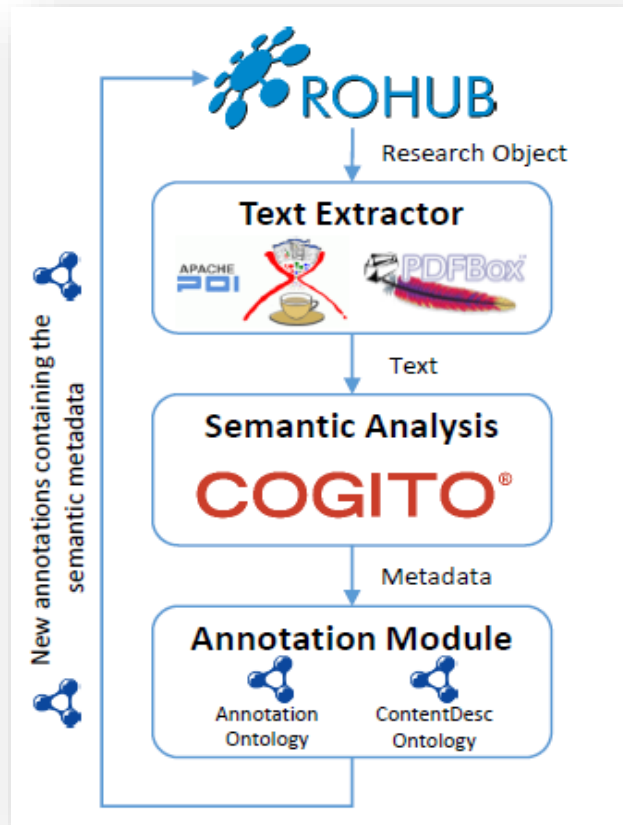 ROHUB
Research Object
Text Extractor
APACHE
POI
PDFBox®
Text
Semantic Analysis
COGITO®
Metadata
Annotation Module
Annotation
Ontology
ContentDesc
Ontology
New annotations containing the
semantic metadata